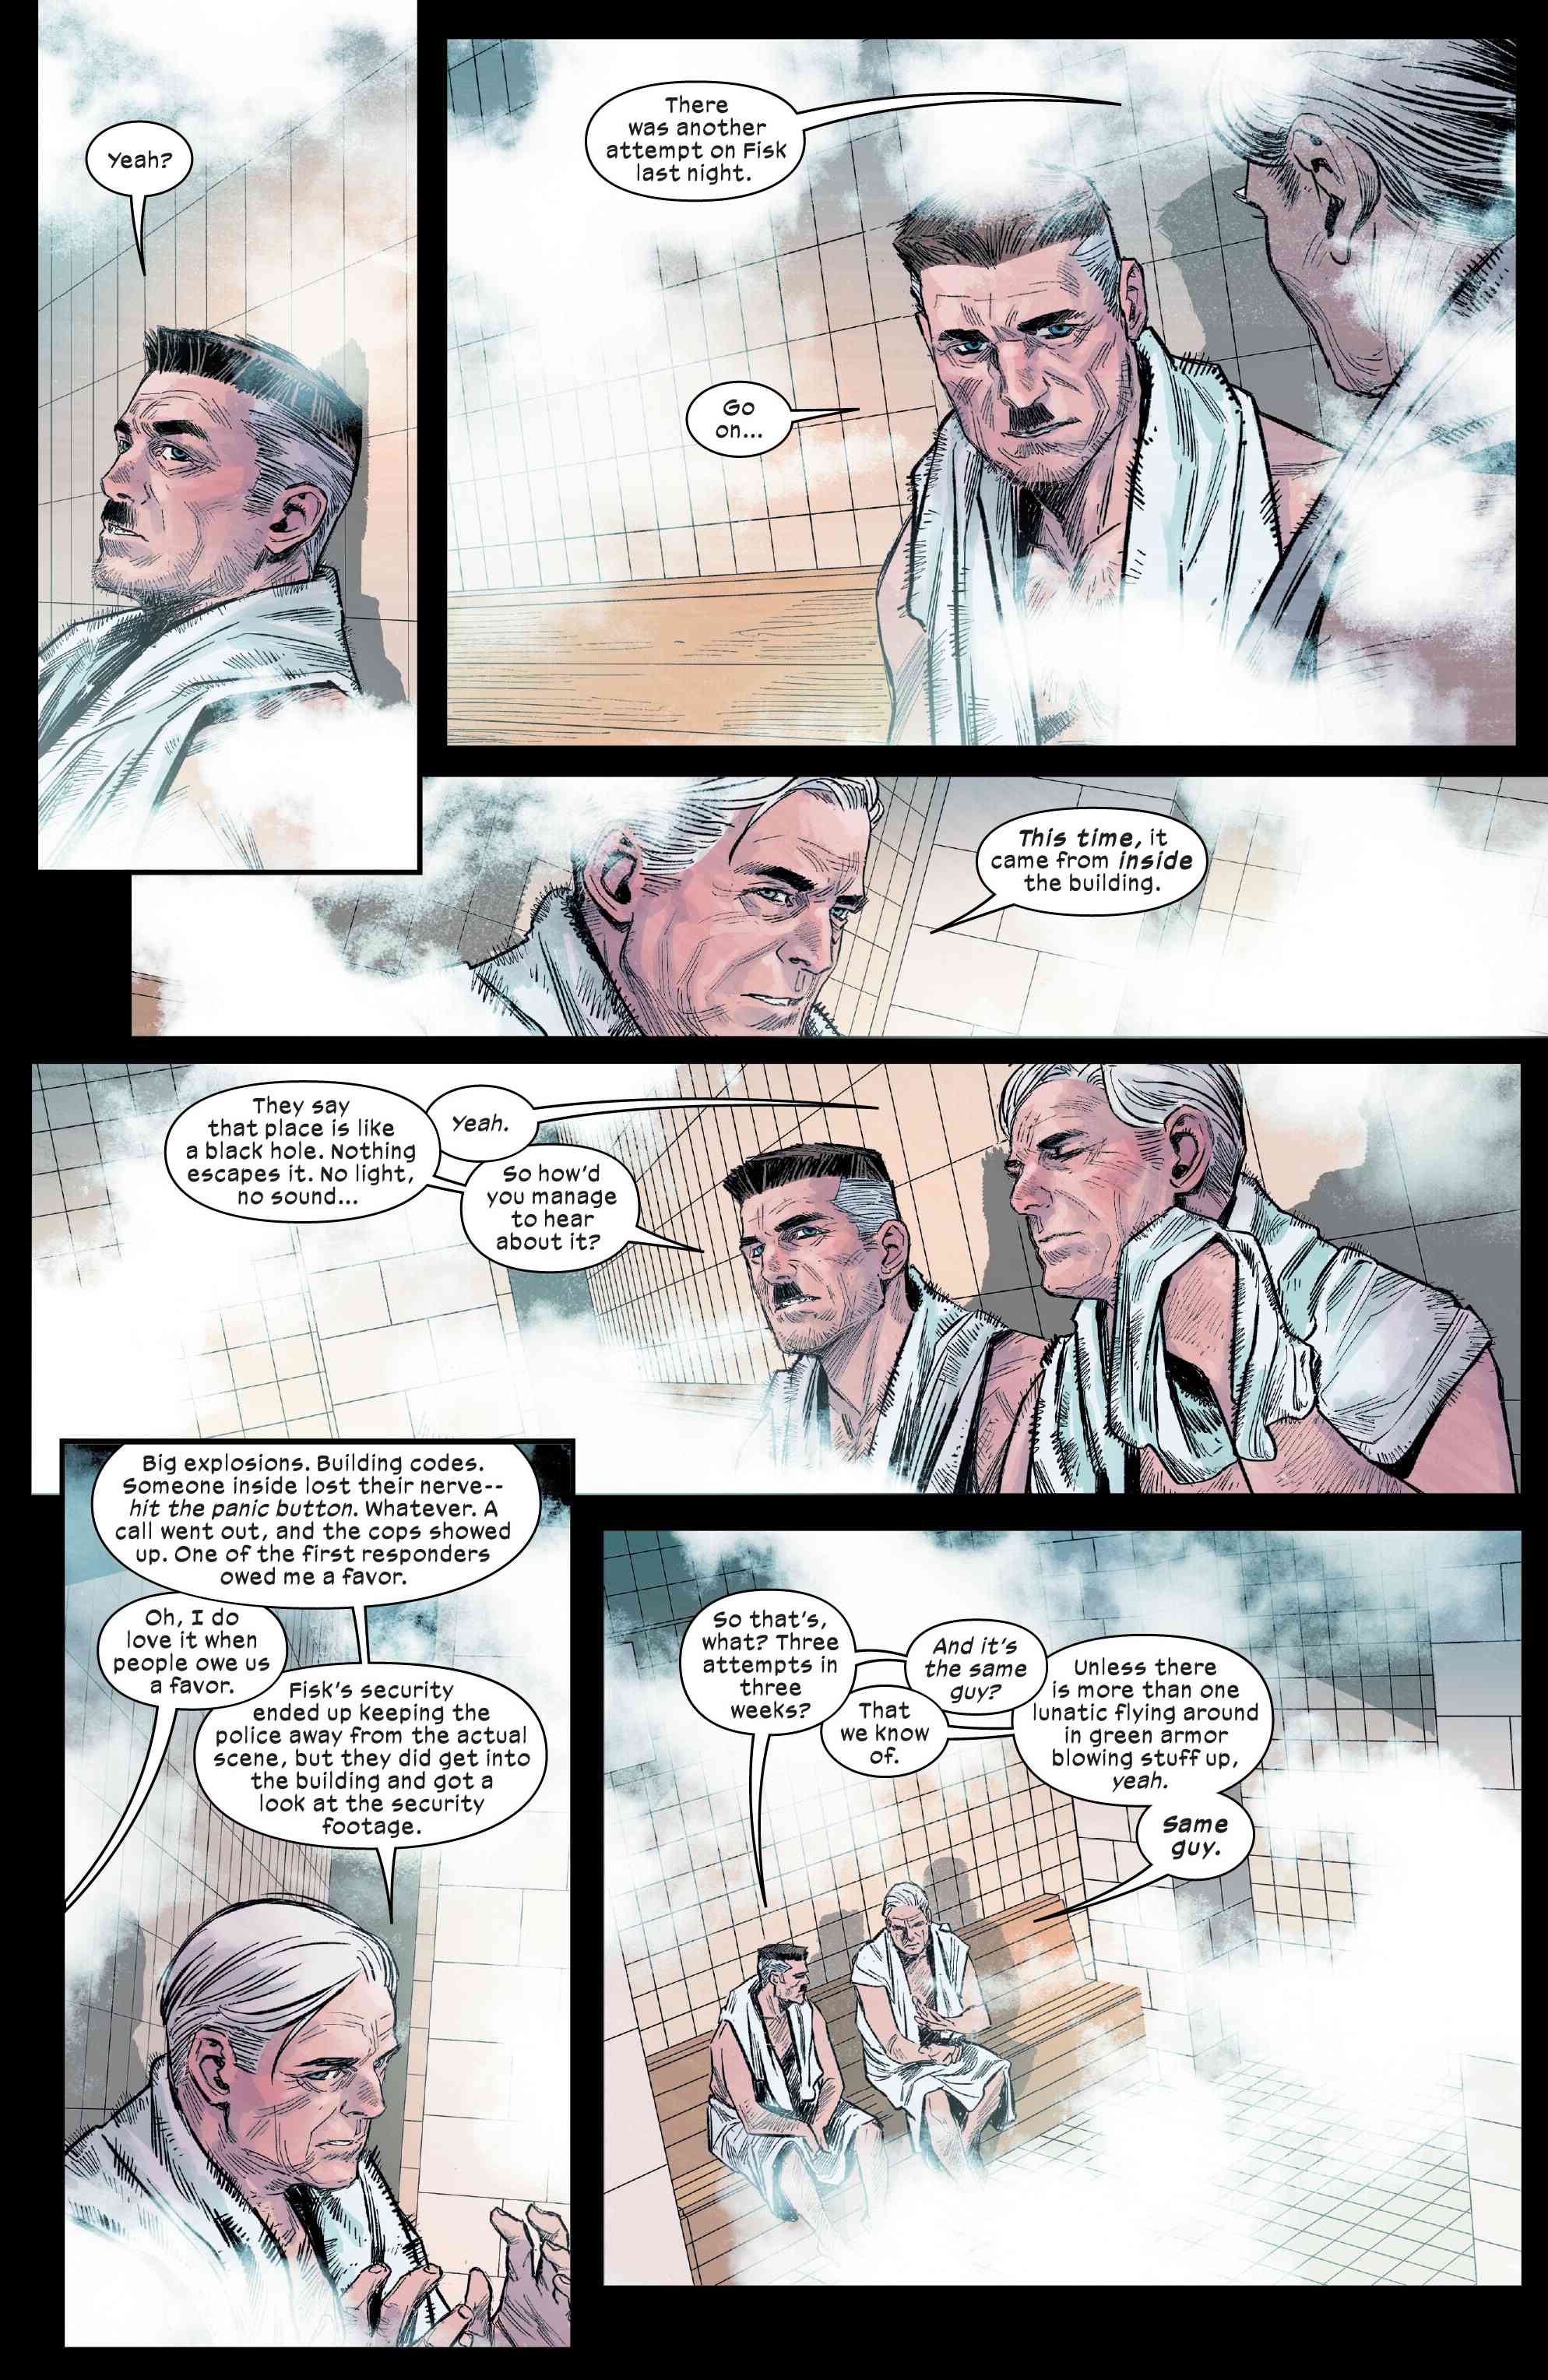 Yeah?
There
was another
attempt on Fisk
last night.
Go
on...
This time, it
came from inside
the building.
They say
that place is like
a black hole. Nothing
escapes it. No light,
no sound...
Yeah.
So how'd
you manage
to hear
about it?
Big explosions. Building codes.
Someone inside lost their nerve--
hit the panic button. Whatever. A
call went out, and the cops showed
up. One of the first responders
owed me a favor.
Oh, I do
love it when
people owe us
a favor.
Fisk's security
ended up keeping the
police away from the actual
scene, but they did get into
the building and got a
look at the security
footage.
So that's,
what? Three
attempts in
three
weeks?
That
we know
of.
And it's
the same
guy?
Unless there
is more than one
lunatic flying around
in green armor
blowing stuff up,
yeah.
Same
guy.